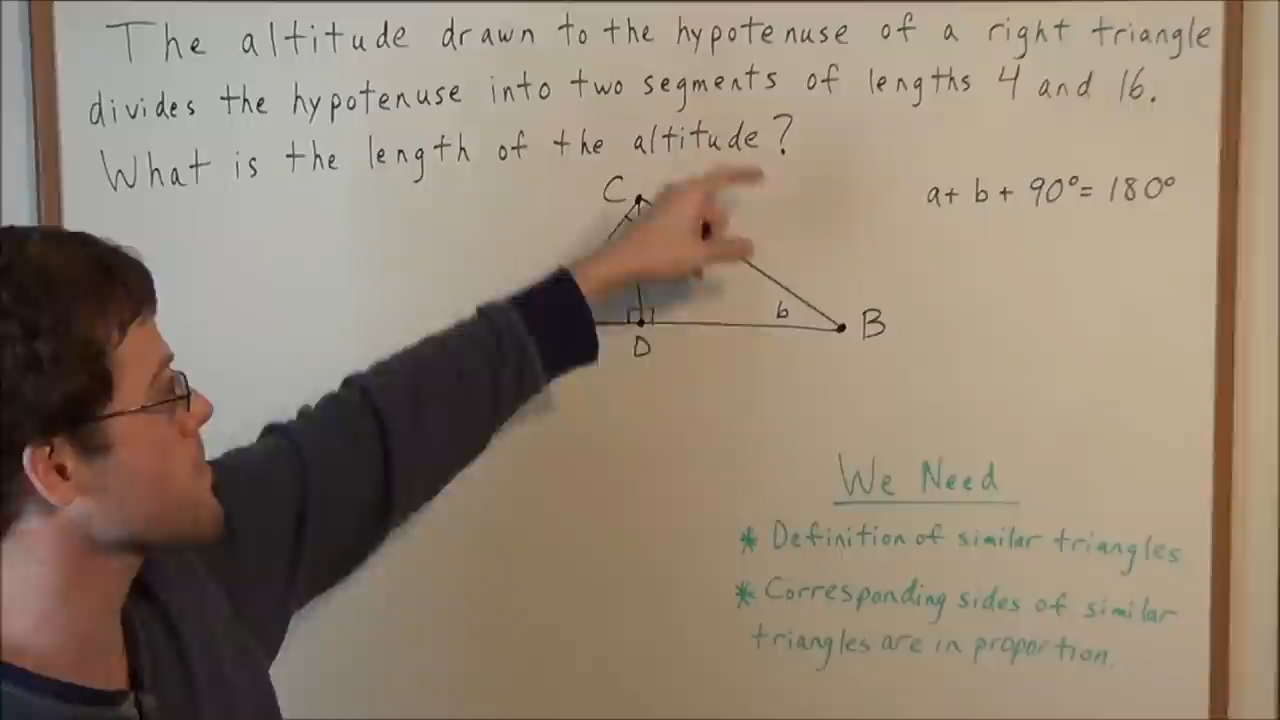 The altitude drawn to the hypotenuse of a right triangle
divides the hypotenuse into two segments of lengths 4 and 16.
What is the length of the altitude?
C
a + b + 90° = 180°
b
B
D
We Need
* Definition of similar triangles
* Corresponding sides of similar
triangles are in proportion.